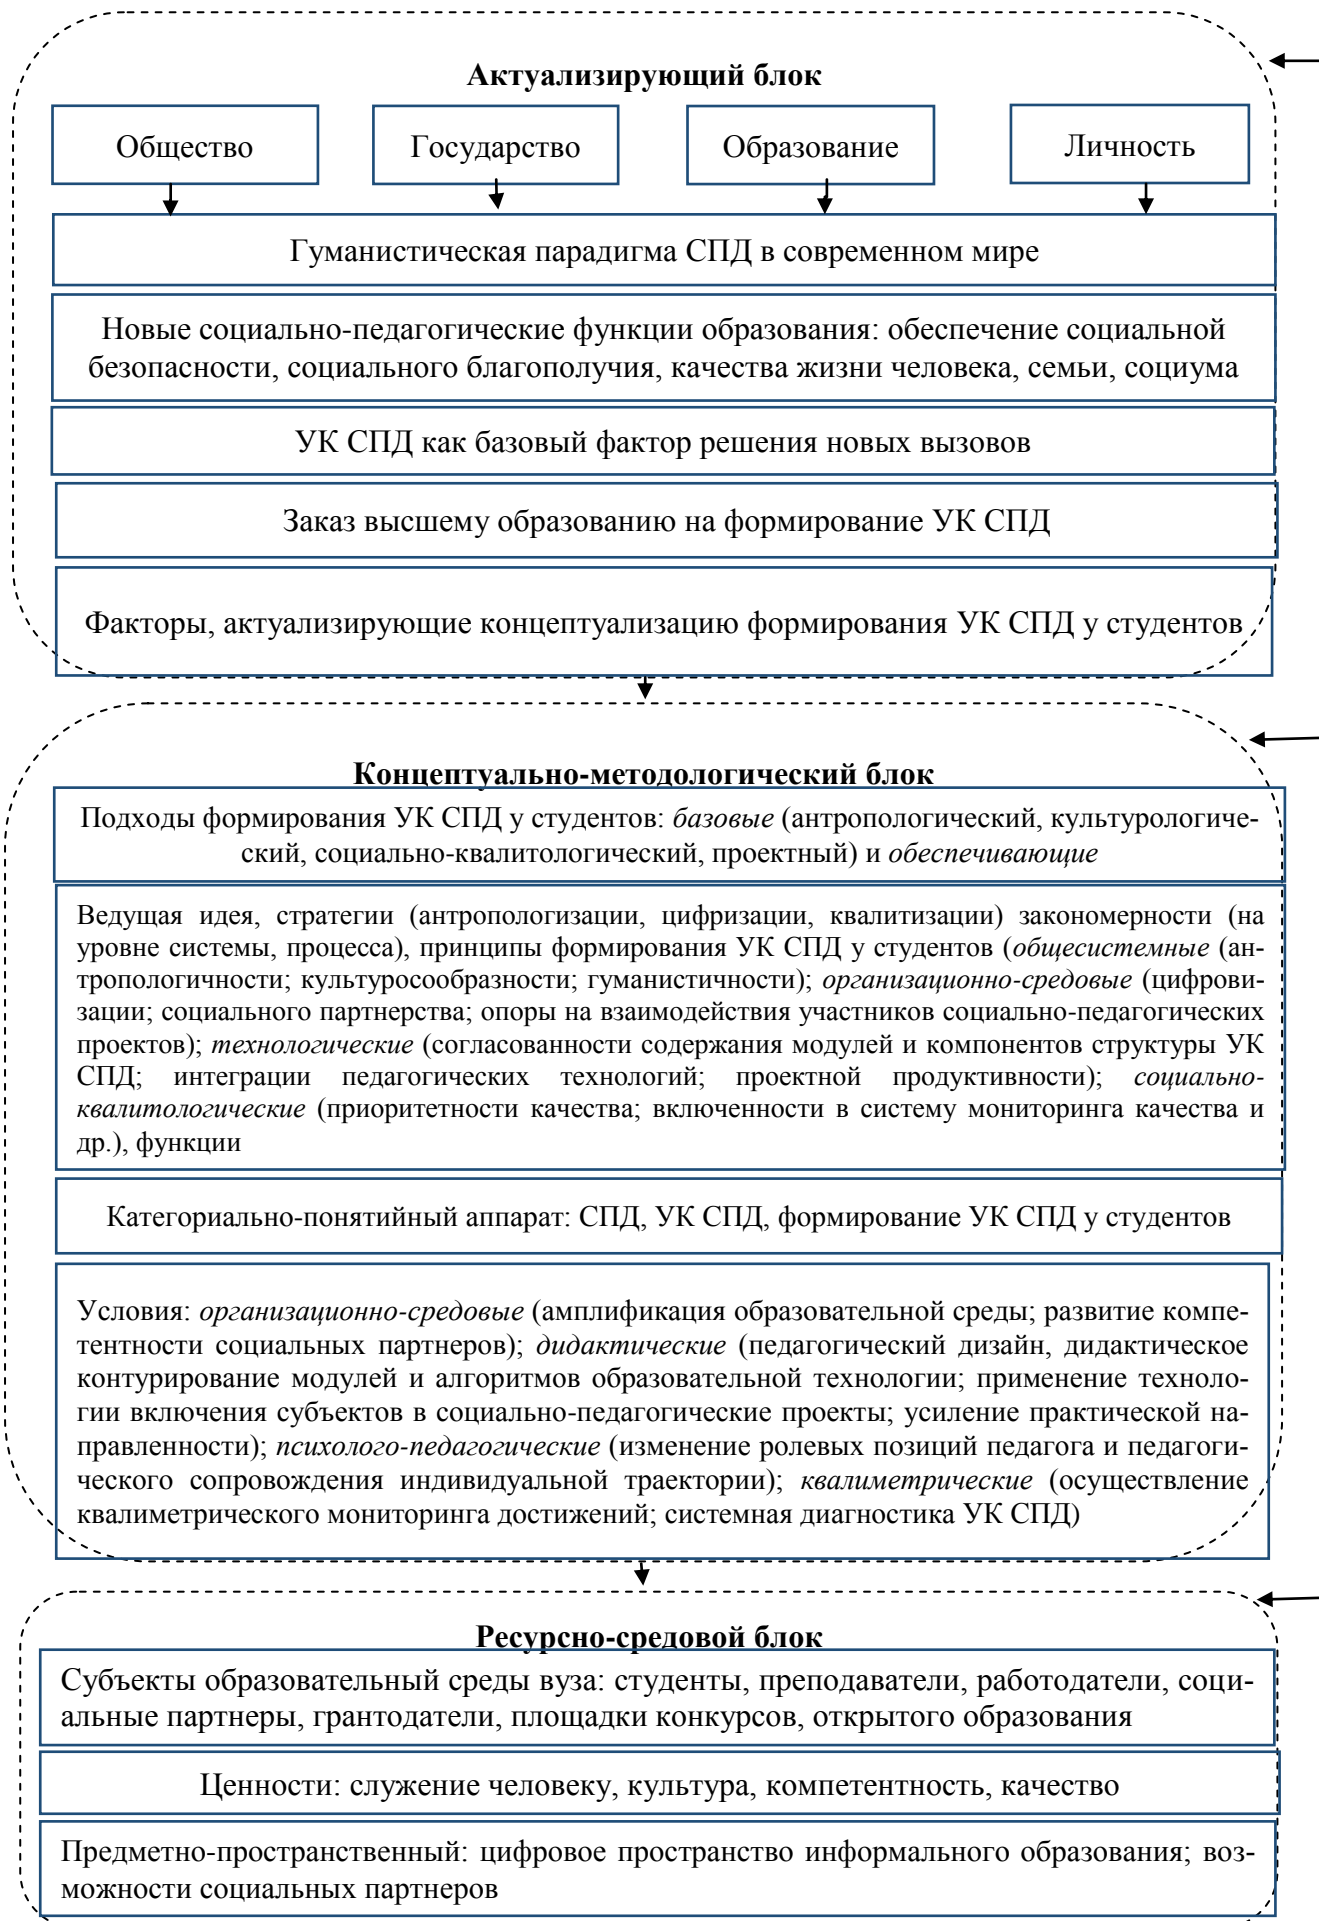 Актуализирующий блок
Общество
Государство
Образование
Личность
Гуманистическая парадигма СПД в современном мире
Новые социально-педагогические функции образования: обеспечение социальной
безопасности, социального благополучия, качества жизни человека, семьи, социума
УК СПД как базовый фактор решения новых вызовов
Заказ высшему образованию на формирование УК СПД
Факторы, актуализирующие концептуализацию формирования УК СПД у студентов
Концептуально-методологический блок
Подходы формирования УК СПД у студентов: базовые (антропологический, культурологиче-
ский, социально-квалитологический, проектный) и обеспечивающие
Ведущая идея, стратегии (антропологизации, цифризации, квалитизации) закономерности (на
уровне системы, процесса), принципы формирования УК СПД у студентов (общесистемные (ан-
тропологичности; культуросообразности; гуманистичности); организационно-средовые (цифрови-
зации; социального партнерства; опоры на взаимодействия участников социально-педагогических
проектов); технологические (согласованности содержания модулей и компонентов структуры УК
СПД; интеграции педагогических технологий; проектной продуктивности); социально-
квалитологические (приоритетности качества; включенности в систему мониторинга качества и
др.), функции
Категориально-понятийный аппарат: СПД, УК СПД, формирование УК СПД у студентов
Условия: организационно-средовые (амплификация образовательной среды; развитие компе-
тентности социальных партнеров); дидактические (педагогический дизайн, дидактическое
контурирование модулей и алгоритмов образовательной технологии; применение техноло-
гии включения субъектов в социально-педагогические проекты; усиление практической на-
правленности); психолого-педагогические (изменение ролевых позиций педагога и педагоги-
ческого сопровождения индивидуальной траектории); квалиметрические (осуществление
квалиметрического мониторинга достижений; системная диагностика УК СПД)
Ресурсно-средовой блок
Субъекты образовательный среды вуза: студенты, преподаватели, работодатели, соци-
альные партнеры, грантодатели, площадки конкурсов, открытого образования
Ценности: служение человеку, культура, компетентность, качество
Предметно-пространственный: цифровое пространство информального образования; воз-
можности социальных партнеров